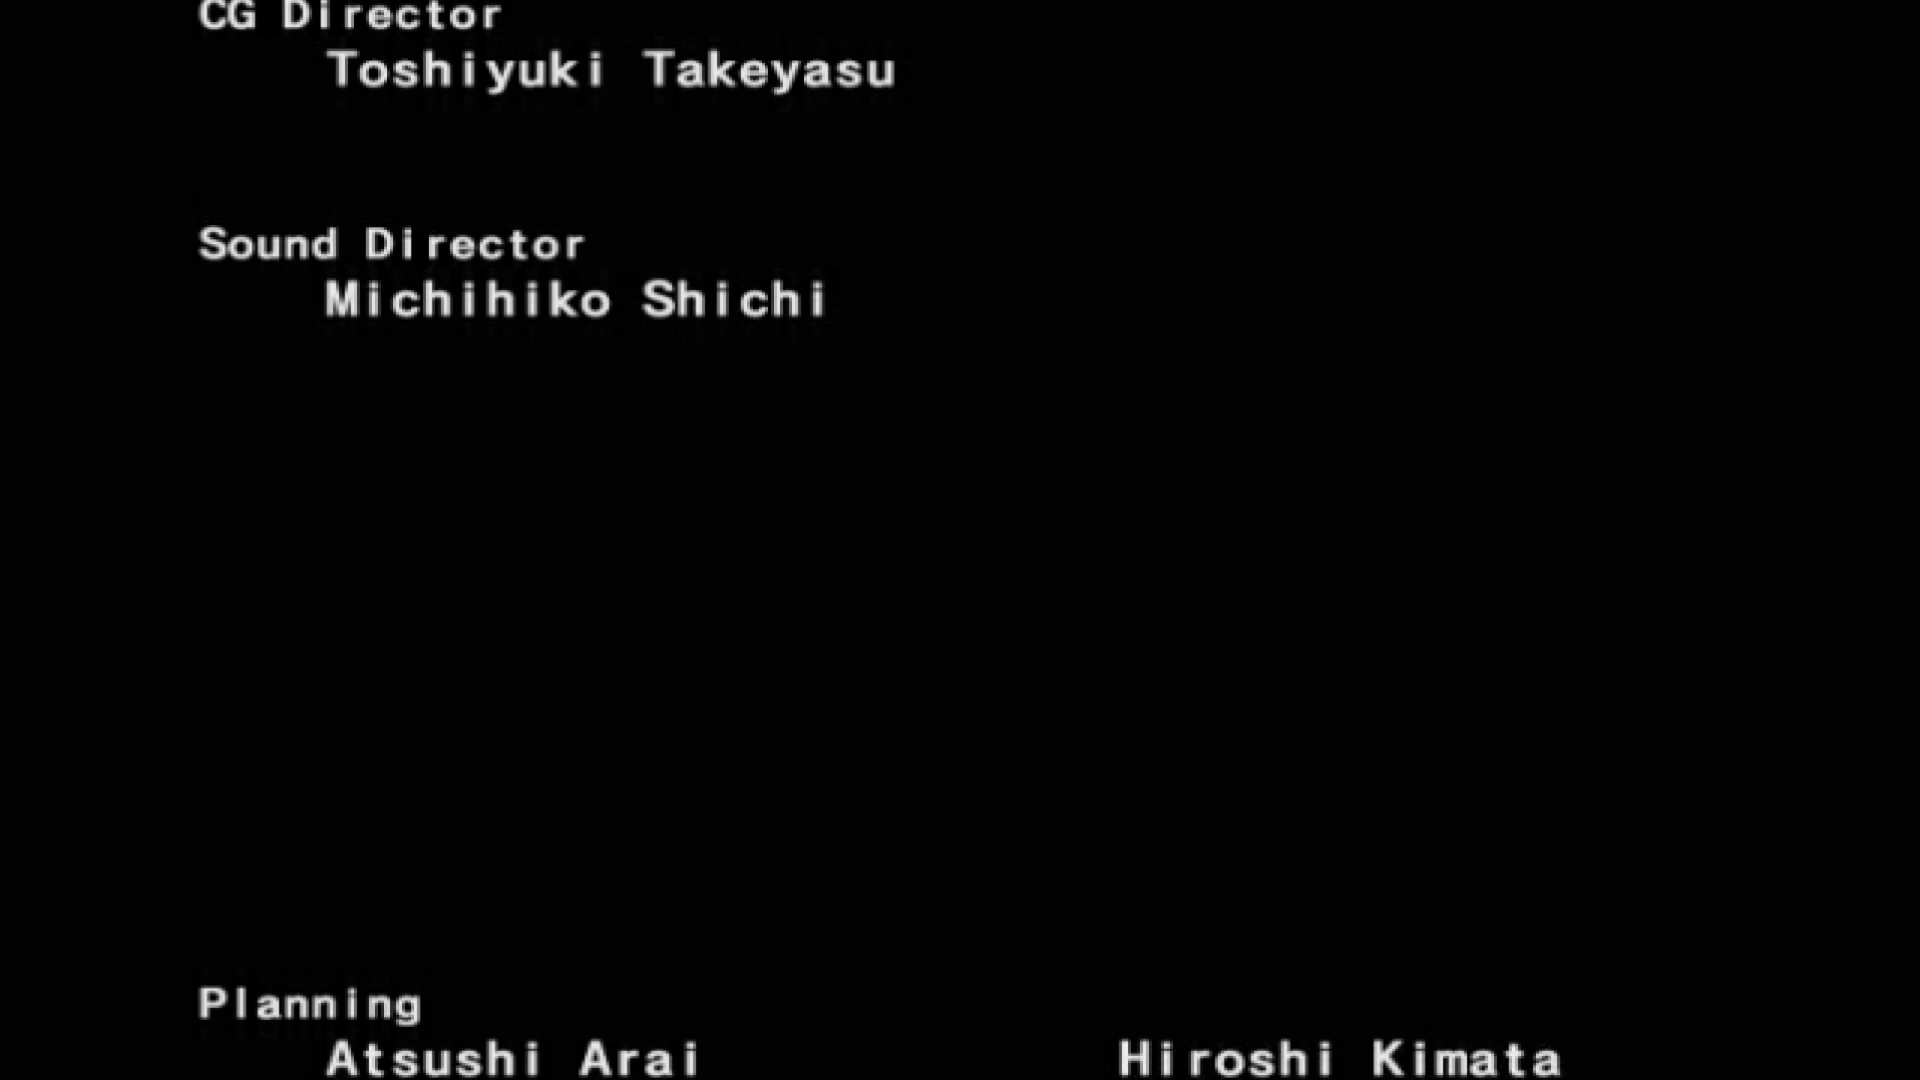 CG Director
Toshiyuki Takeyasu
Sound Director
Michihiko Shichi
Planning
Atsushi Arai Hiroshi Kimata